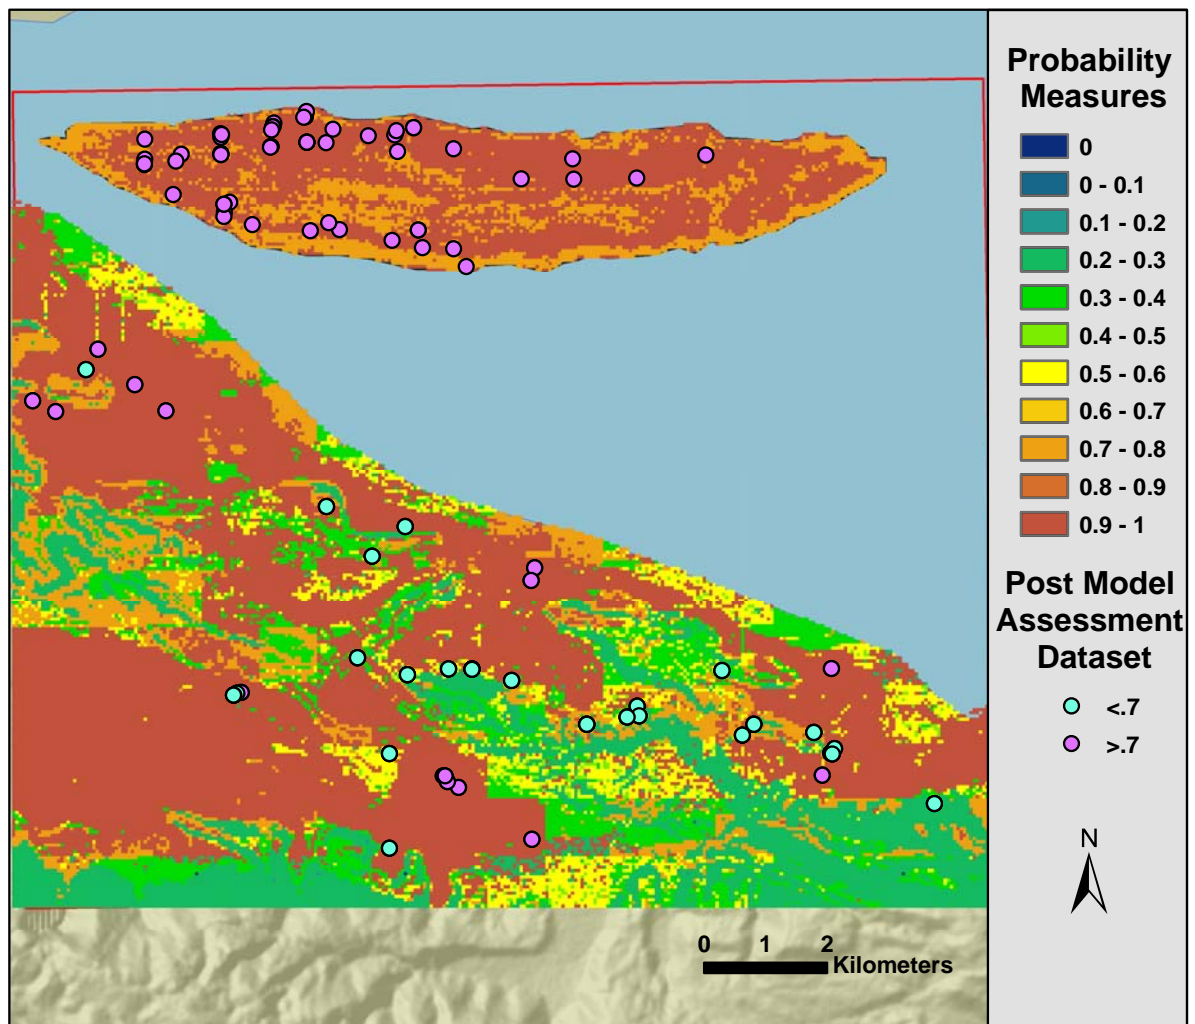 Probability
Measures
0
0 - 0.1
0.1 - 0.2
0.2 - 0.3
0.3 - 0.4
0.4 - 0.5
0.5 - 0.6
0.6 - 0.7
0.7 - 0.8
0.8 - 0.9
0.9 - 1
Post Model
Assessment
Dataset
<.7
>.7
N
0 1 2
Kilometers